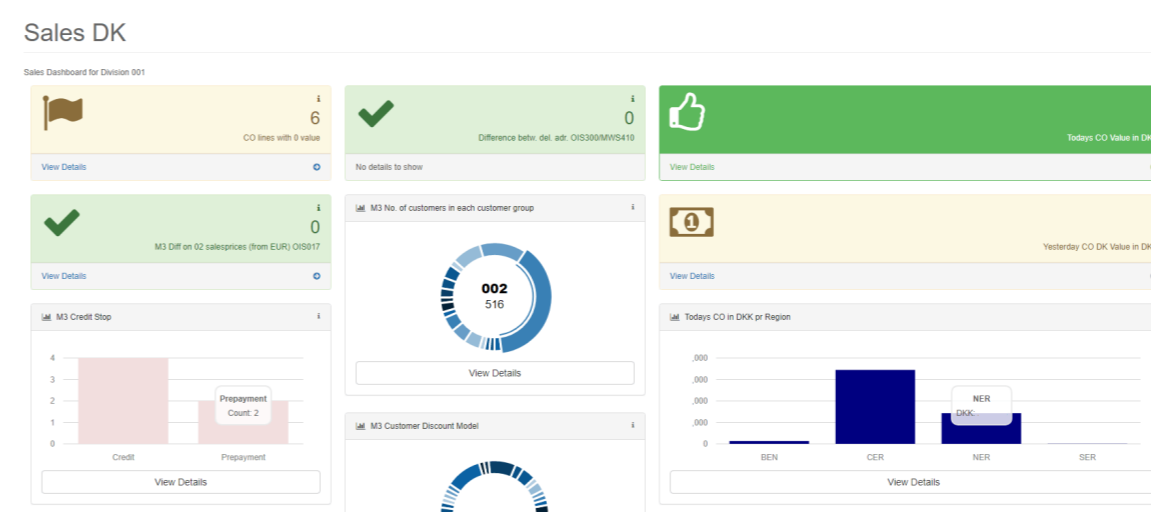 Sales DK
Sales Dashboard for Division 001
6
CO lines with 0 value
View Details
0
Difference betw. del. adr. OIS300/MWS410
No details to show
Todays CO Value in DK
View Details
0
M3 Diff on 02 salesprices (from EUR) OIS017
View Details
M3 No. of customers in each customer group
002
516
View Details
1
Yesterday CO DK Value in DK
View Details
M3 Credit Stop
4
3
2
1
0
Prepayment
Count: 2
Credit Prepayment
View Details
M3 Customer Discount Model
Todays CO in DKK pr Region
,000
,000
,000
,000
0
NER
DKK:
BEN CER NER SER
View Details